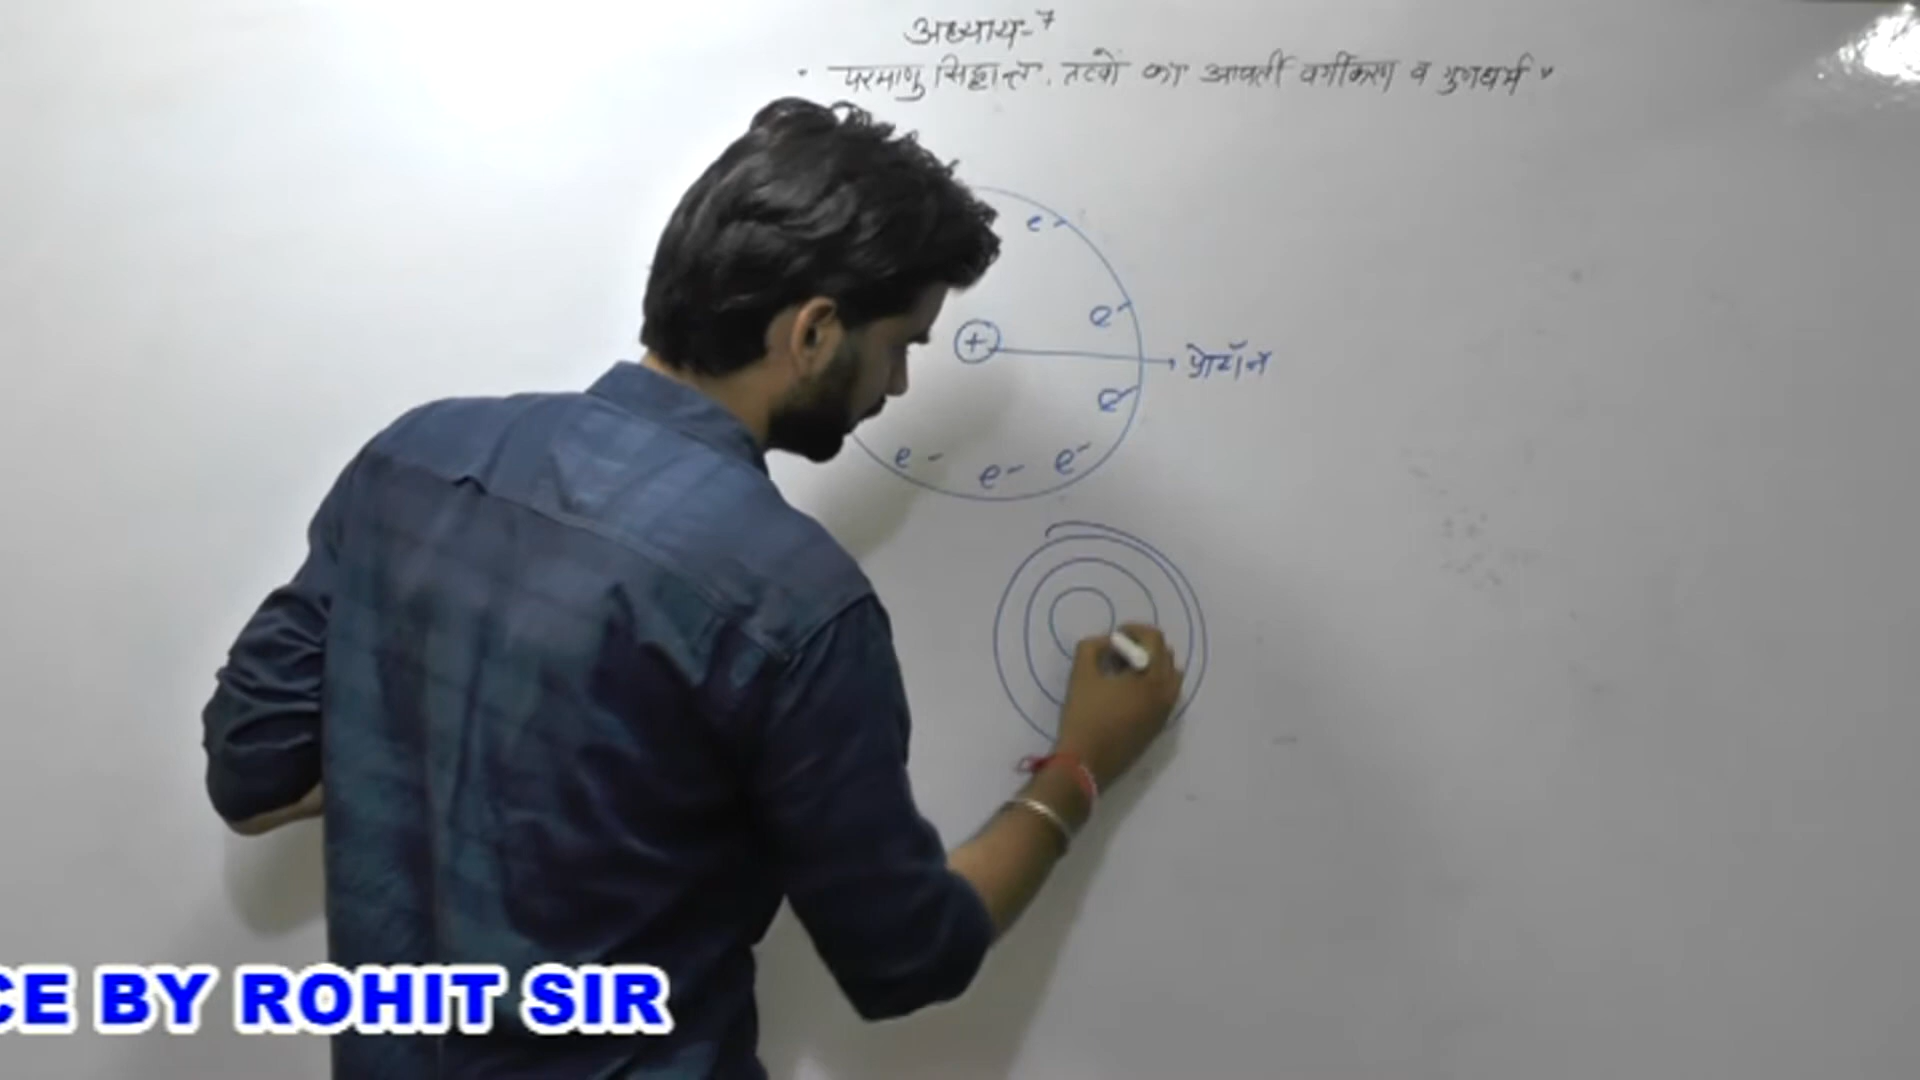 अध्याय-7
" परमाणु सिद्धान्त, तत्वों का आवर्ती वर्गीकरण व गुणधर्म "
e-
e-
+
प्रोटॉन
e-
e- e- e-
CE BY ROHIT SIR